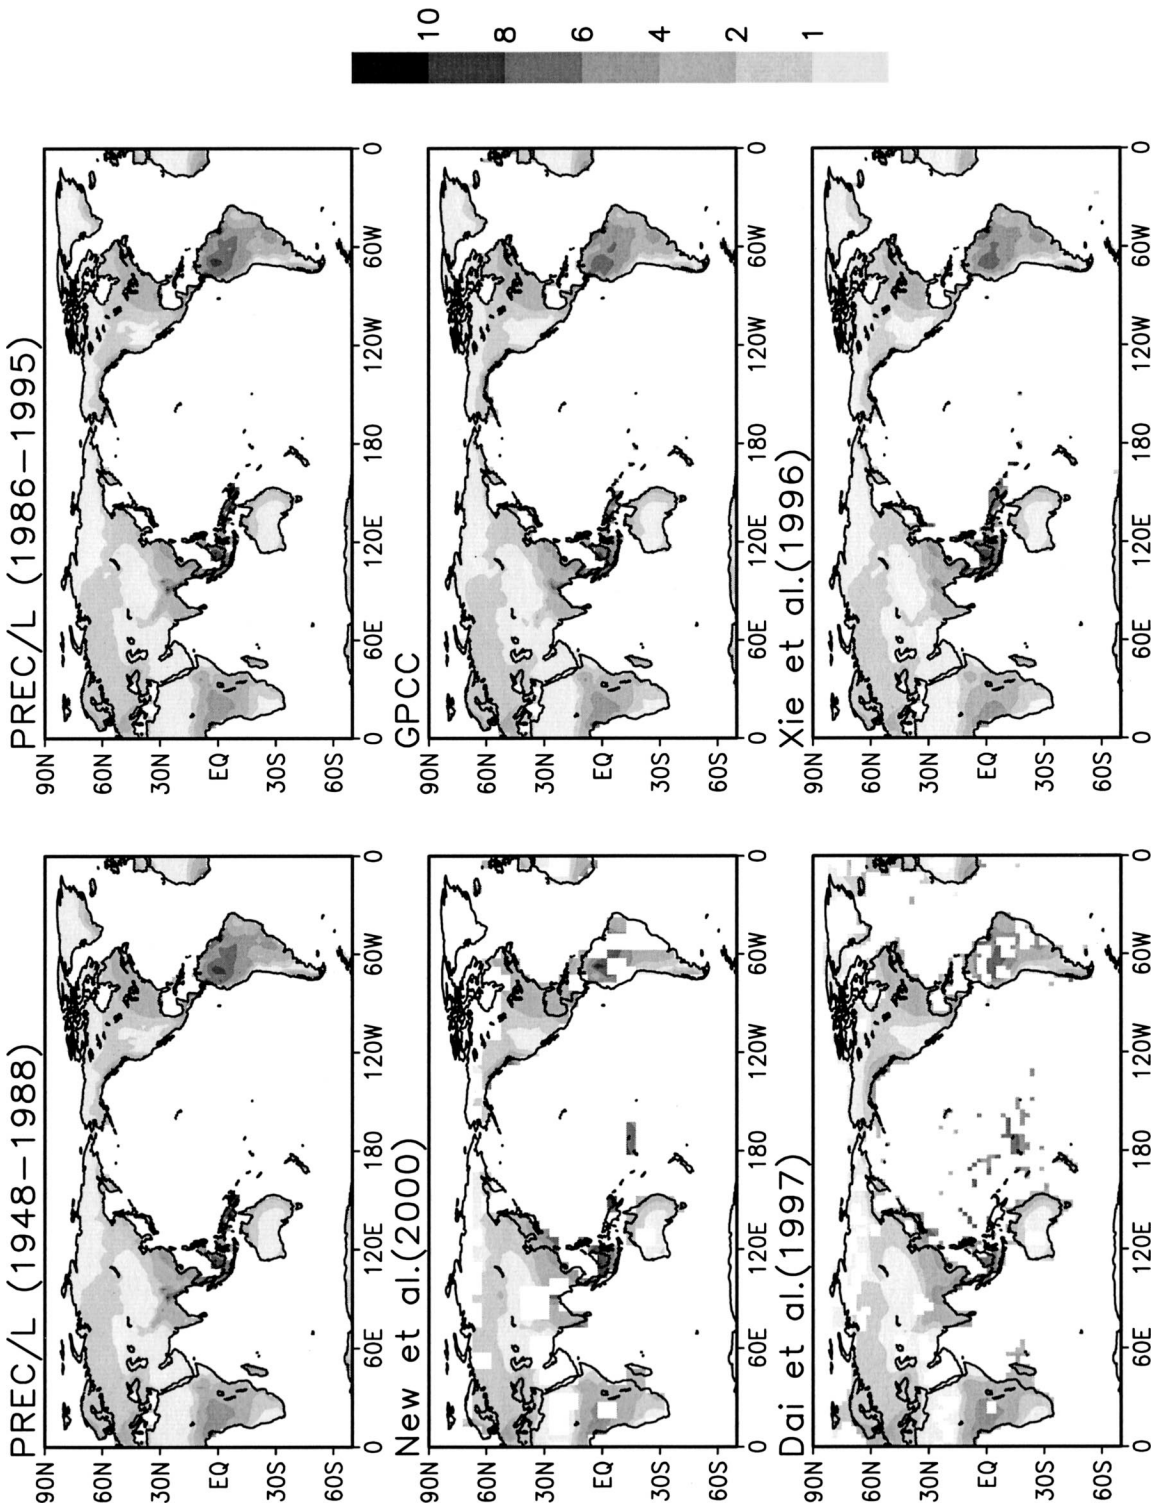 PREC/L (1948−1988)
90N
60N
30N
EQ
30S
60S
0 60E 120E 180 120W 60W 0
PREC/L (1986−1995)
90N
60N
30N
EQ
30S
60S
0 60E 120E 180 120W 60W 0
New et al.(2000)
90N
60N
30N
EQ
30S
60S
0 60E 120E 180 120W 60W 0
GPCC
90N
60N
30N
EQ
30S
60S
0 60E 120E 180 120W 60W 0
Dai et al.(1997)
90N
60N
30N
EQ
30S
60S
0 60E 120E 180 120W 60W 0
Xie et al.(1996)
90N
60N
30N
EQ
30S
60S
0 60E 120E 180 120W 60W 0
1 2 4 6 8 10